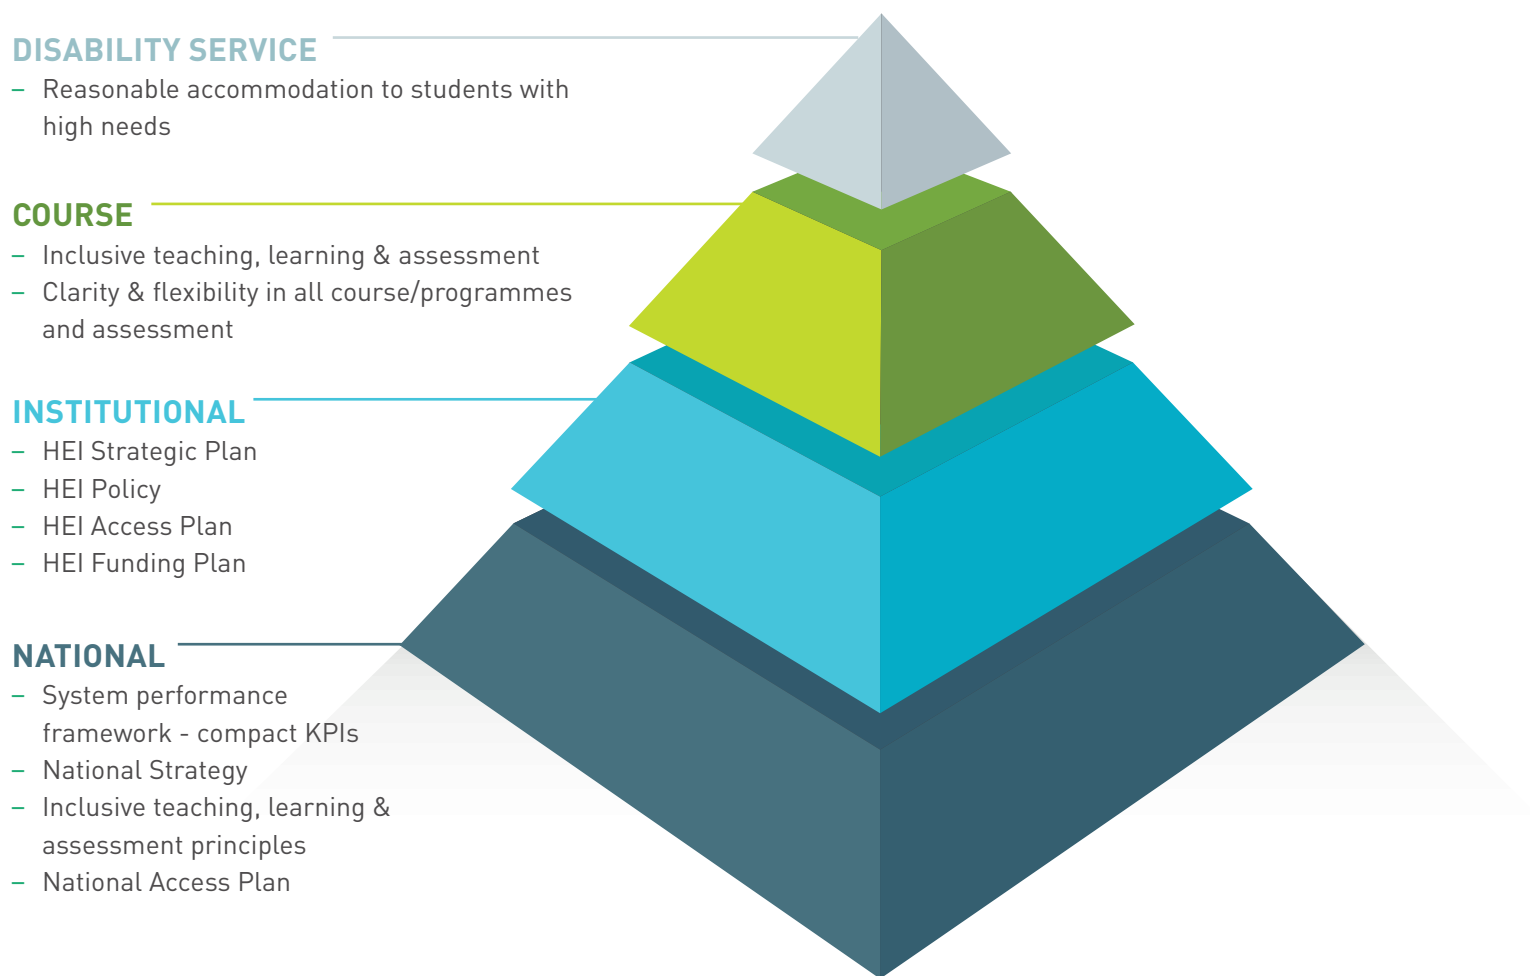 DISABILITY SERVICE
– Reasonable accommodation to students with
high needs
COURSE
– Inclusive teaching, learning & assessment
– Clarity & flexibility in all course/programmes
and assessment
INSTITUTIONAL
– HEI Strategic Plan
– HEI Policy
– HEI Access Plan
– HEI Funding Plan
NATIONAL
– System performance
framework - compact KPIs
– National Strategy
– Inclusive teaching, learning &
assessment principles
– National Access Plan